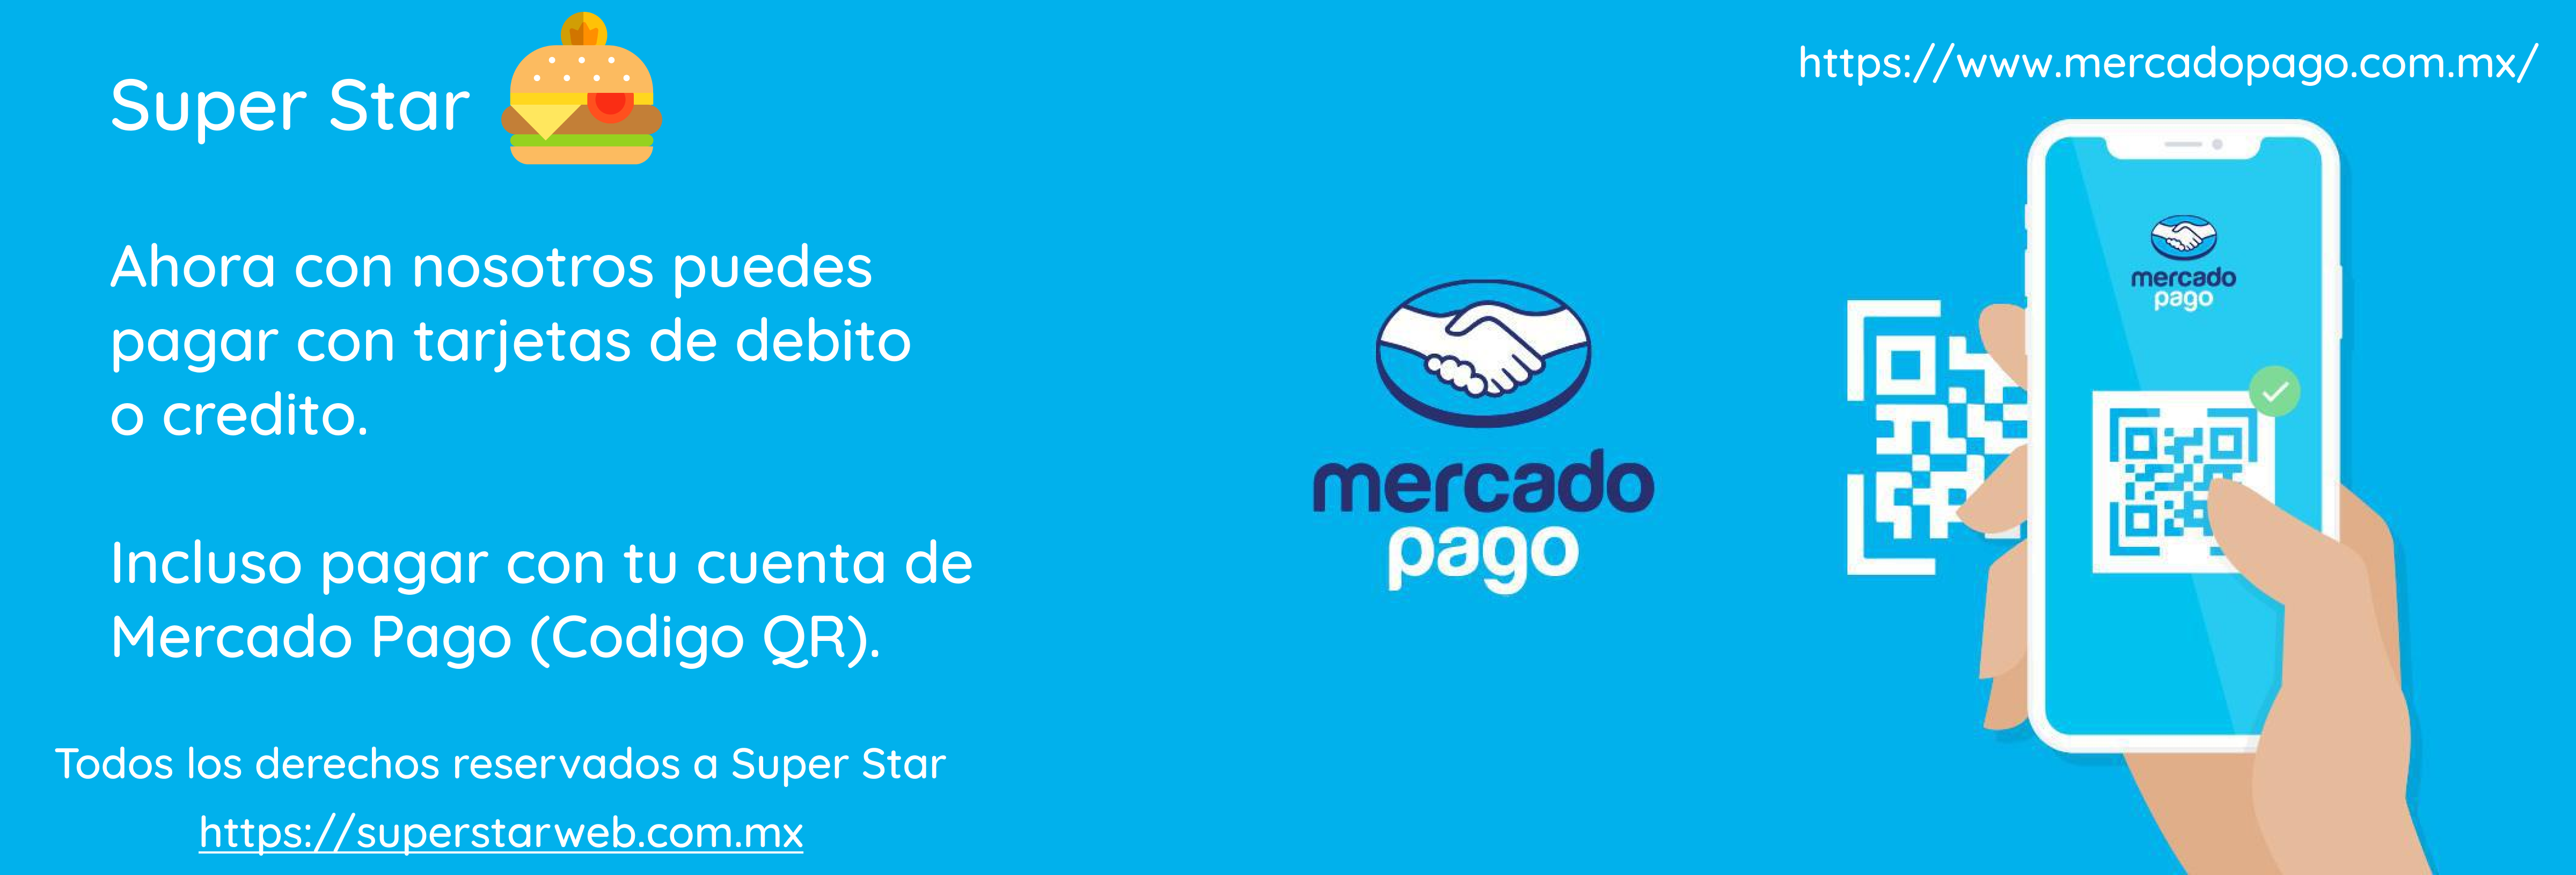 Super Star
https://www.mercadopago.com.mx/
Ahora con nosotros puedes
pagar con tarjetas de debito
o credito.
Incluso pagar con tu cuenta de
Mercado Pago (Codigo QR).
Todos los derechos reservados a Super Star
https://superstarweb.com.mx
mercado
pago
mercado
pago